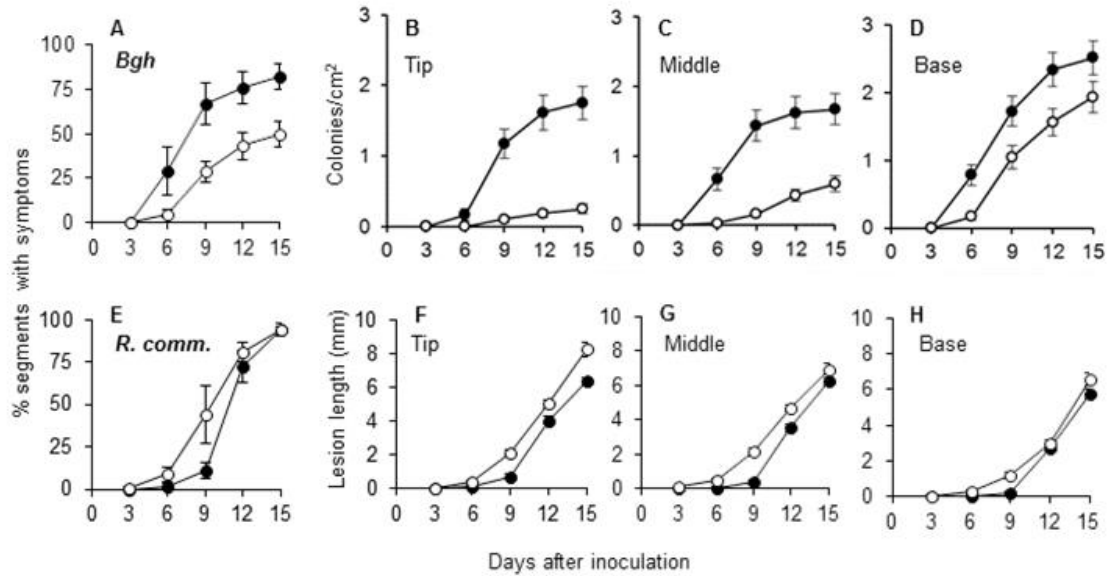 A
Bgh
100
75
50
25
0
0 3 6 9 12 15
B
Tip
Colonies/cm2
3
2
1
0
0 3 6 9 12 15
C
Middle
3
2
1
0
0 3 6 9 12 15
D
Base
3
2
1
0
0 3 6 9 12 15
% segments with symptoms
E
R. comm.
100
75
50
25
0
0 3 6 9 12 15
F
Tip
Lesion length (mm)
10
8
6
4
2
0
0 3 6 9 12 15
G
Middle
10
8
6
4
2
0
0 3 6 9 12 15
H
Base
10
8
6
4
2
0
0 3 6 9 12 15
Days after inoculation